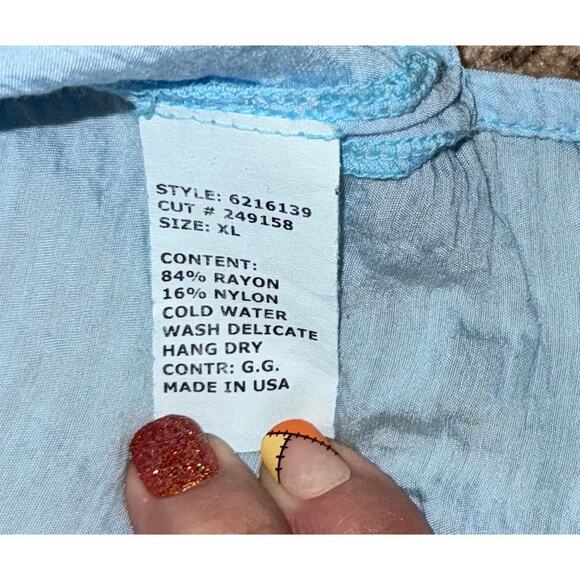 STYLE: 6216139
CUT # 249158
SIZE: XL
CONTENT:
84% RAYON
16% NYLON
COLD WATER
WASH DELICATE
HANG DRY
CONTR: G.G.
MADE IN USA